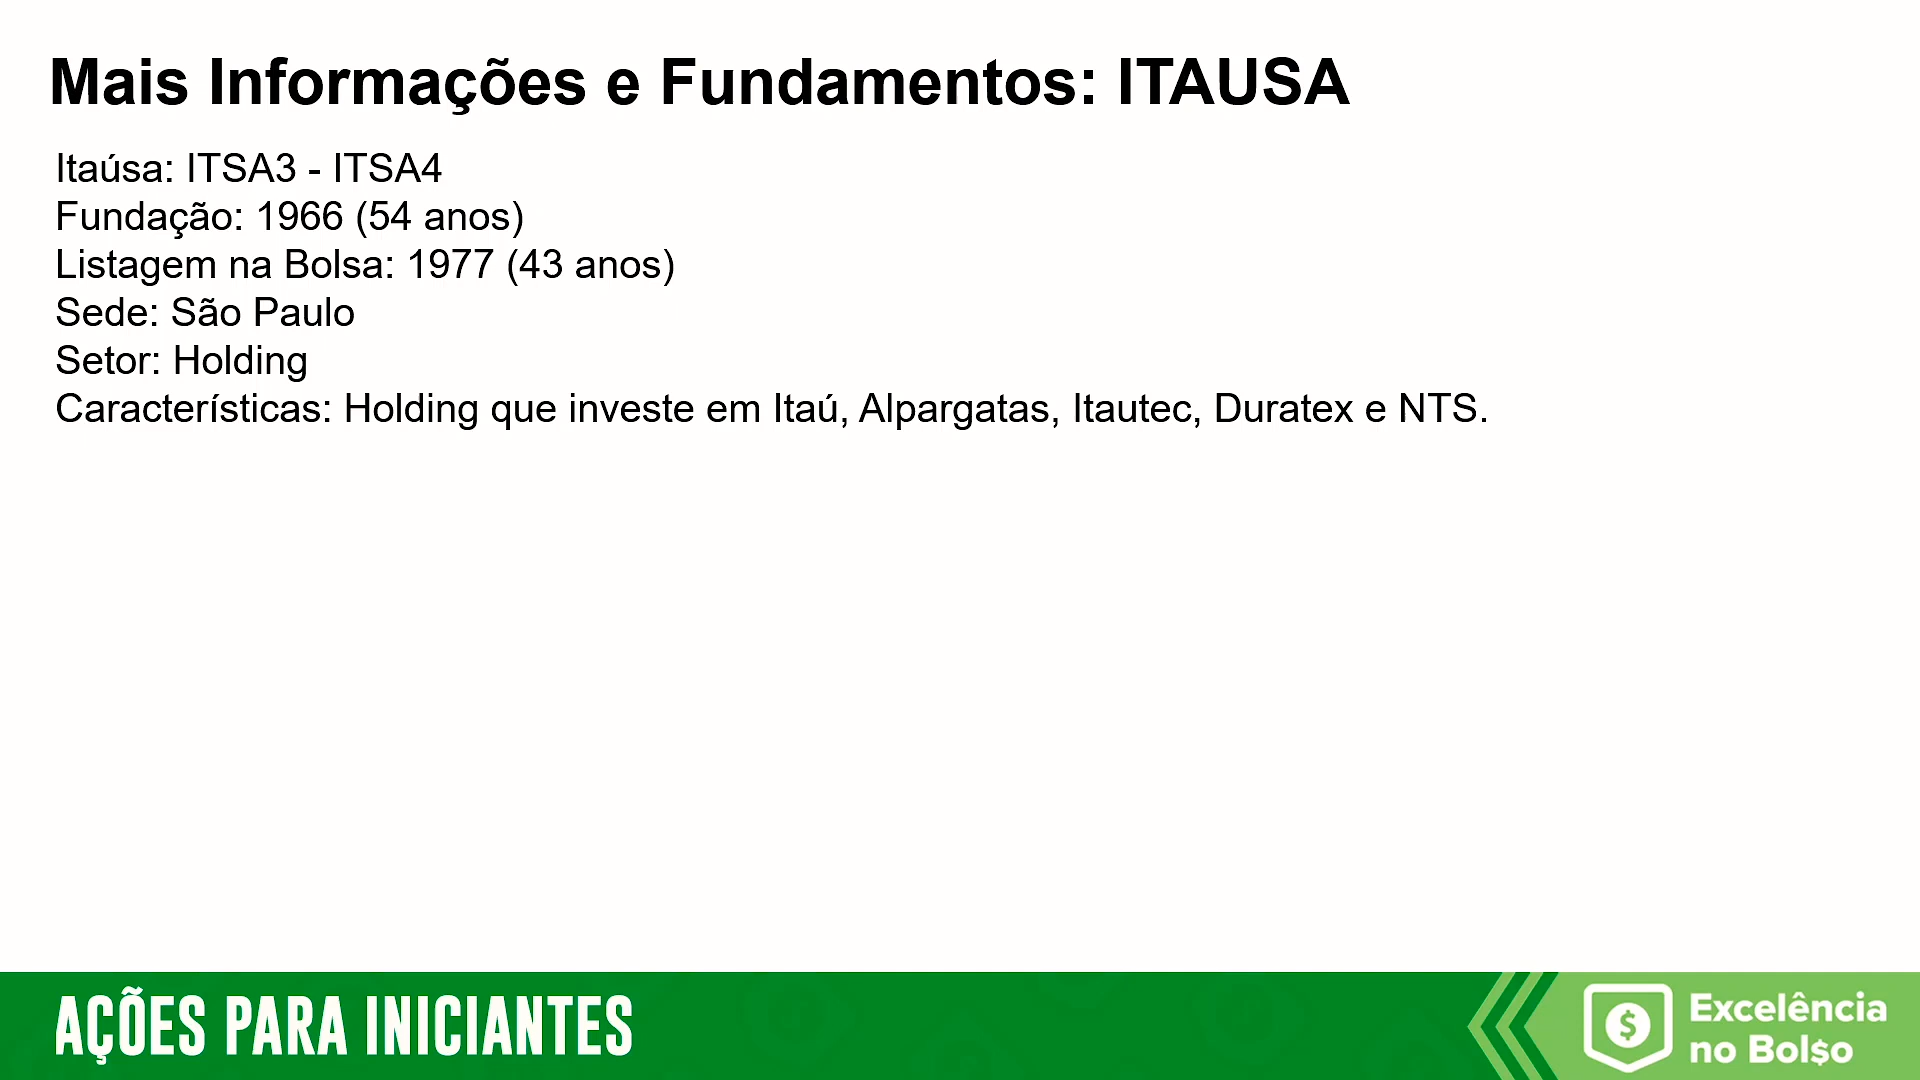 Mais Informações e Fundamentos: ITAUSA
Itaúsa: ITSA3 - ITSA4
Fundação: 1966 (54 anos)
Listagem na Bolsa: 1977 (43 anos)
Sede: São Paulo
Setor: Holding
Características: Holding que investe em Itaú, Alpargatas, Itautec, Duratex e NTS.
AÇÕES PARA INICIANTES
$
Excelência
no Bol$o